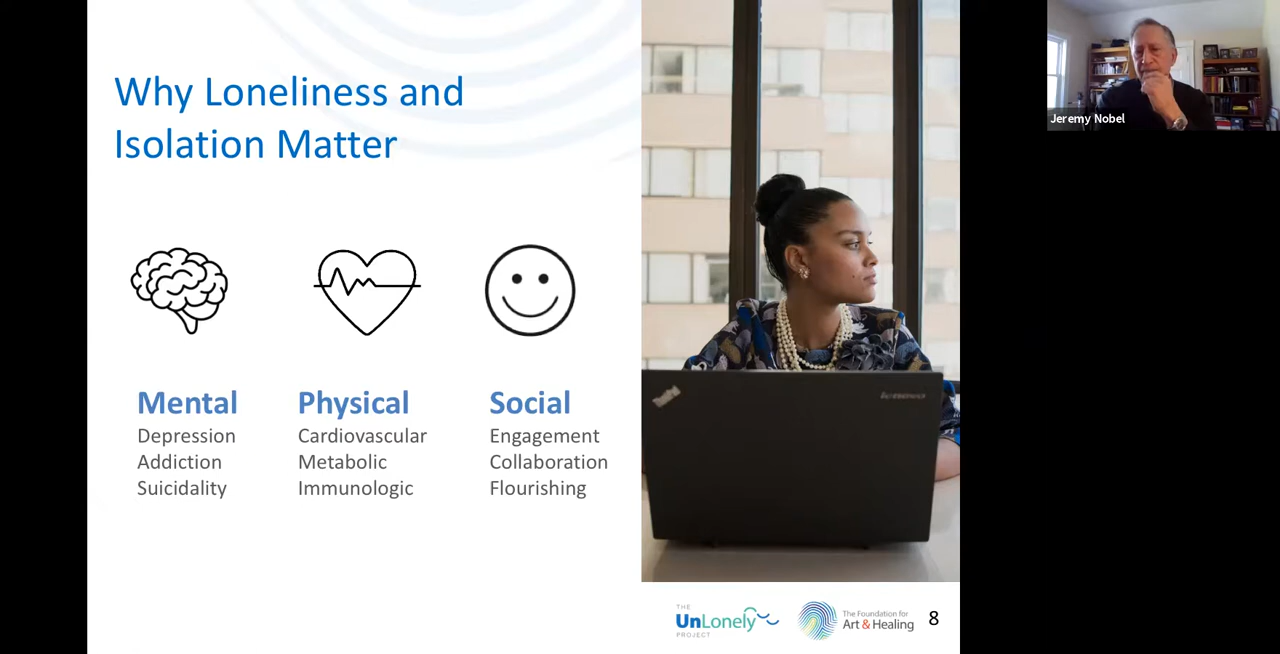 Why Loneliness and
Isolation Matter
Mental
Depression
Addiction
Suicidality
Physical
Cardiovascular
Metabolic
Immunologic
Social
Engagement
Collaboration
Flourishing
lenovo
THE
UnLonely
PROJECT
The Foundation for
Art & Healing
8
Jeremy Nobel